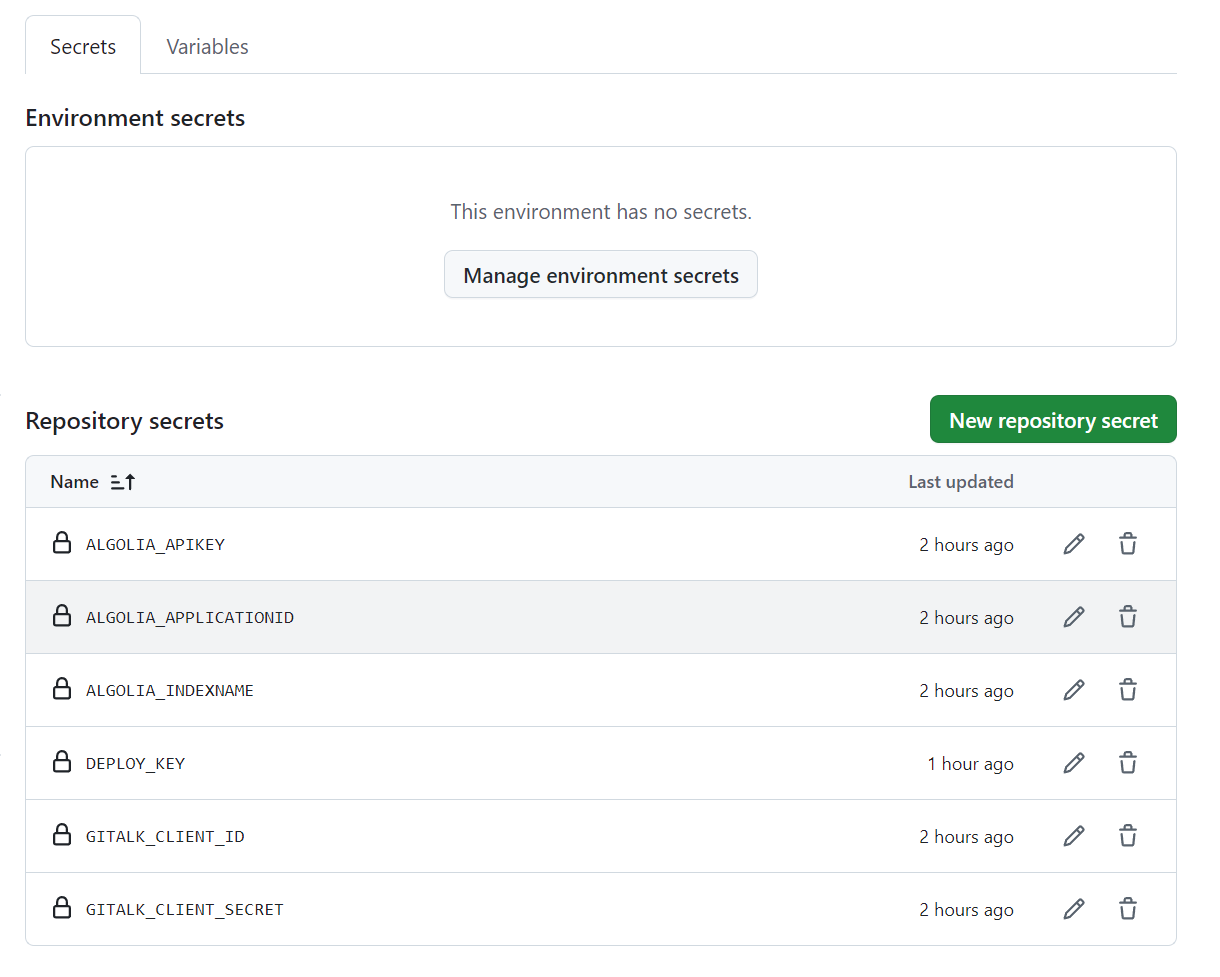 Secrets Variables
Environment secrets
This environment has no secrets.
Manage environment secrets
Repository secrets New repository secret
Name Last updated
ALGOLIA_APIKEY 2 hours ago
ALGOLIA_APPLICATIONID 2 hours ago
ALGOLIA_INDEXNAME 2 hours ago
DEPLOY_KEY 1 hour ago
GITALK_CLIENT_ID 2 hours ago
GITALK_CLIENT_SECRET 2 hours ago